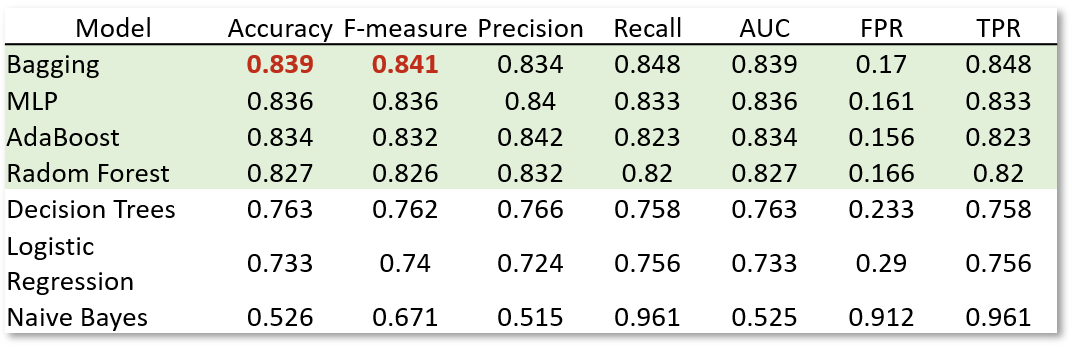 Model Accuracy F-measure Precision Recall AUC FPR TPR
Bagging 0.839 0.841 0.834 0.848 0.839 0.17 0.848
MLP 0.836 0.836 0.84 0.833 0.836 0.161 0.833
AdaBoost 0.834 0.832 0.842 0.823 0.834 0.156 0.823
Radom Forest 0.827 0.826 0.832 0.82 0.827 0.166 0.82
Decision Trees 0.763 0.762 0.766 0.758 0.763 0.233 0.758
Logistic
Regression 0.733 0.74 0.724 0.756 0.733 0.29 0.756
Naive Bayes 0.526 0.671 0.515 0.961 0.525 0.912 0.961